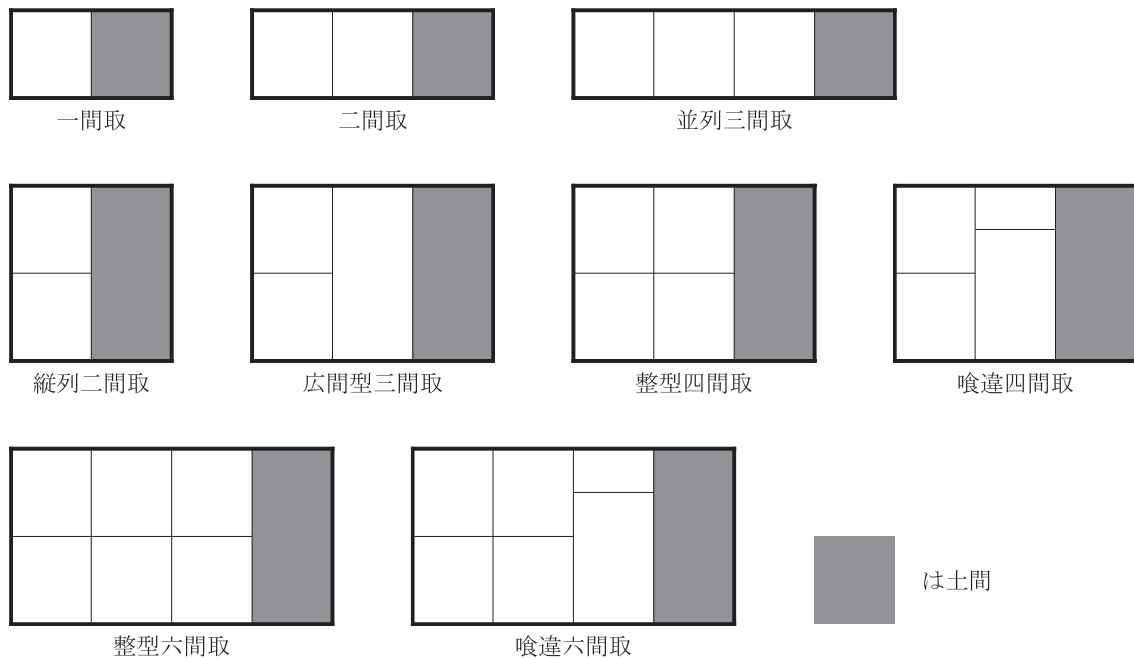 一間取
二間取
並列三間取
縦列二間取
広間型三間取
整型四間取
喰違四間取
整型六間取
喰違六間取
は土間